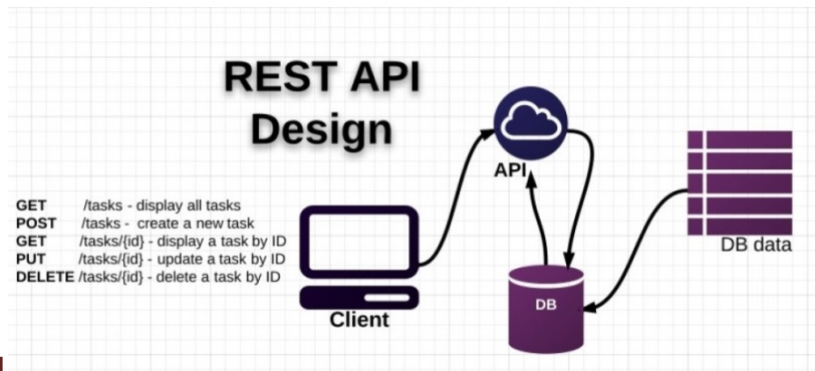 REST API
Design
GET /tasks - display all tasks
POST /tasks - create a new task
GET /tasks/{id} - display a task by ID
PUT /tasks/{id} - update a task by ID
DELETE /tasks/{id} - delete a task by ID
Client
API
DB
DB data